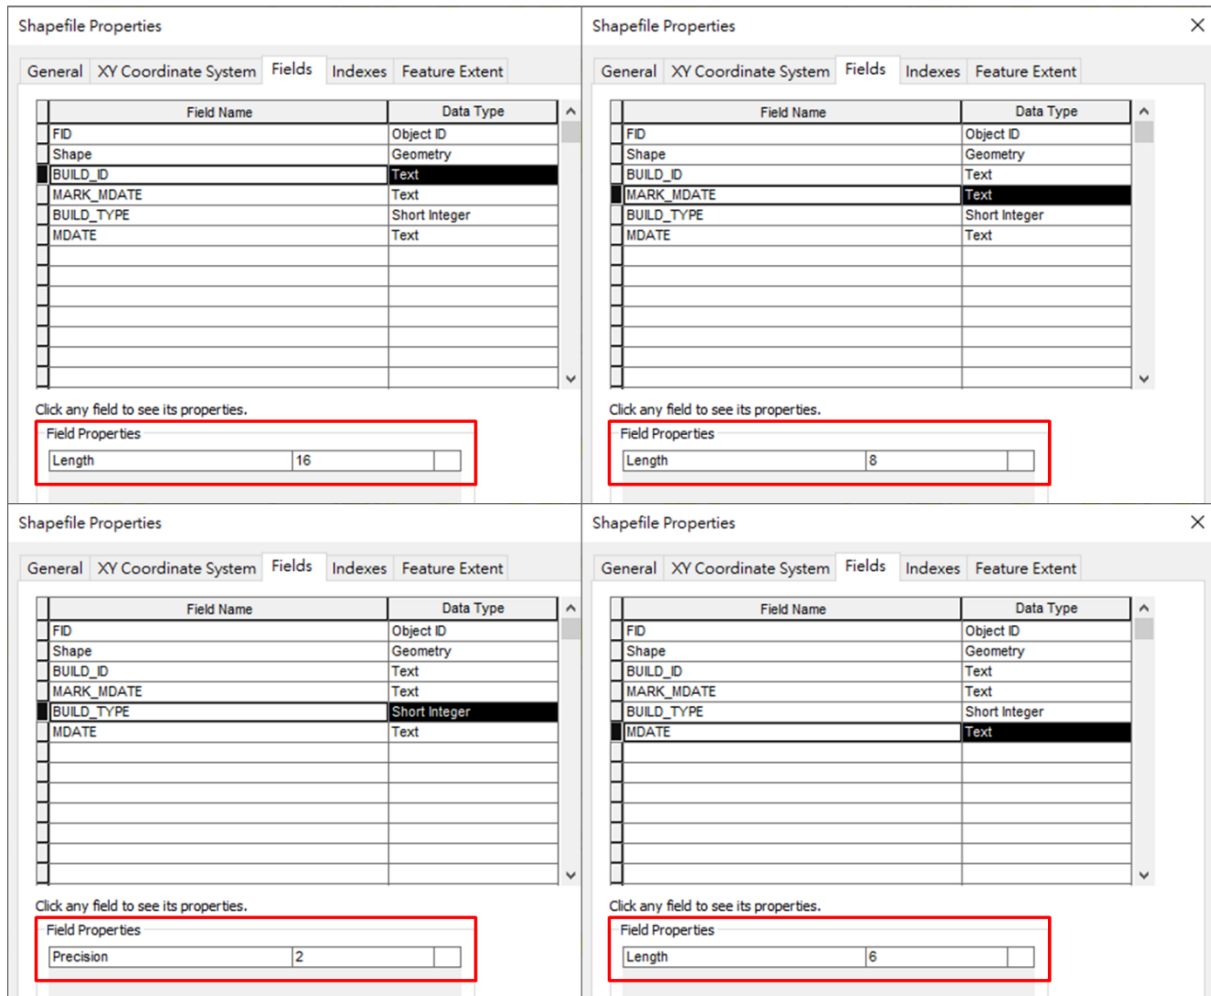 Shapefile Properties
General XY Coordinate System Fields Indexes Feature Extent
Field Name Data Type
FID Object ID
Shape Geometry
BUILD_ID Text
MARK_MDATE Text
BUILD_TYPE Short Integer
MDATE Text
Click any field to see its properties.
Field Properties
Length 16
Shapefile Properties
General XY Coordinate System Fields Indexes Feature Extent
Field Name Data Type
FID Object ID
Shape Geometry
BUILD_ID Text
MARK_MDATE Text
BUILD_TYPE Short Integer
MDATE Text
Click any field to see its properties.
Field Properties
Length 8
Shapefile Properties
General XY Coordinate System Fields Indexes Feature Extent
Field Name Data Type
FID Object ID
Shape Geometry
BUILD_ID Text
MARK_MDATE Text
BUILD_TYPE Short Integer
MDATE Text
Click any field to see its properties.
Field Properties
Precision 2
Shapefile Properties
General XY Coordinate System Fields Indexes Feature Extent
Field Name Data Type
FID Object ID
Shape Geometry
BUILD_ID Text
MARK_MDATE Text
BUILD_TYPE Short Integer
MDATE Text
Click any field to see its properties.
Field Properties
Length 6